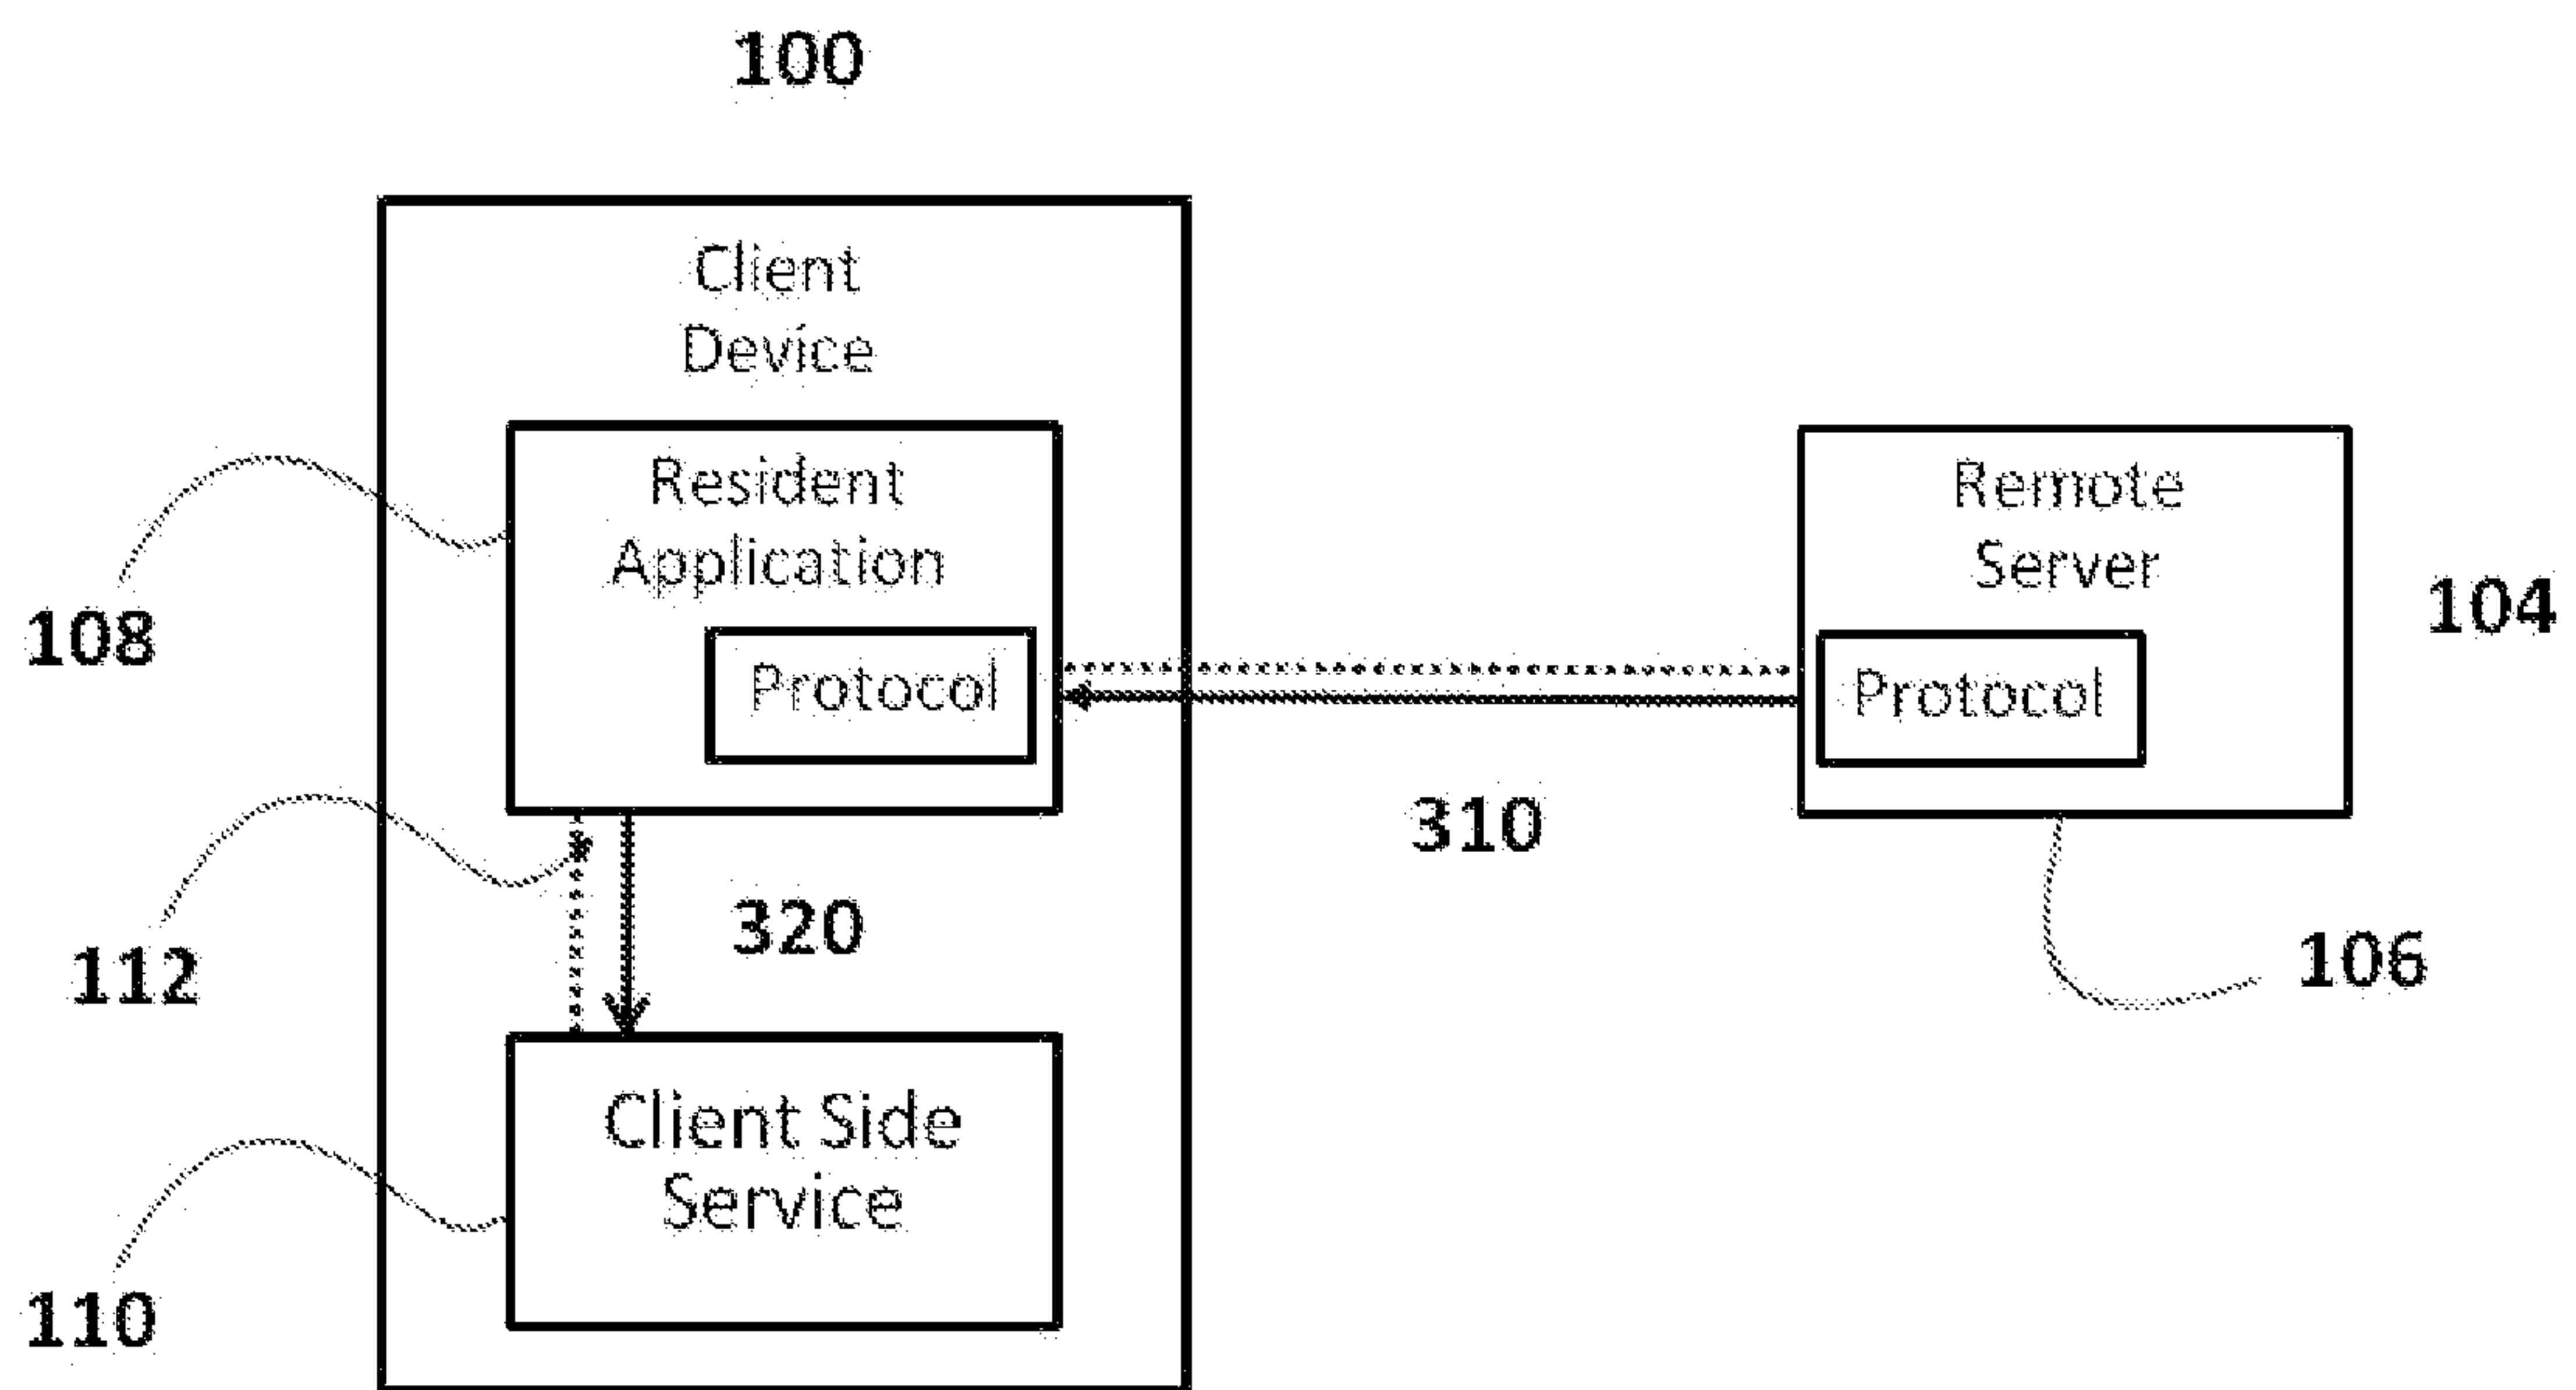 100
Client
Device
Resident
Application
Protocol
Remote
Server
Protocol
104
108
310
320
112
106
Client Side
Service
110